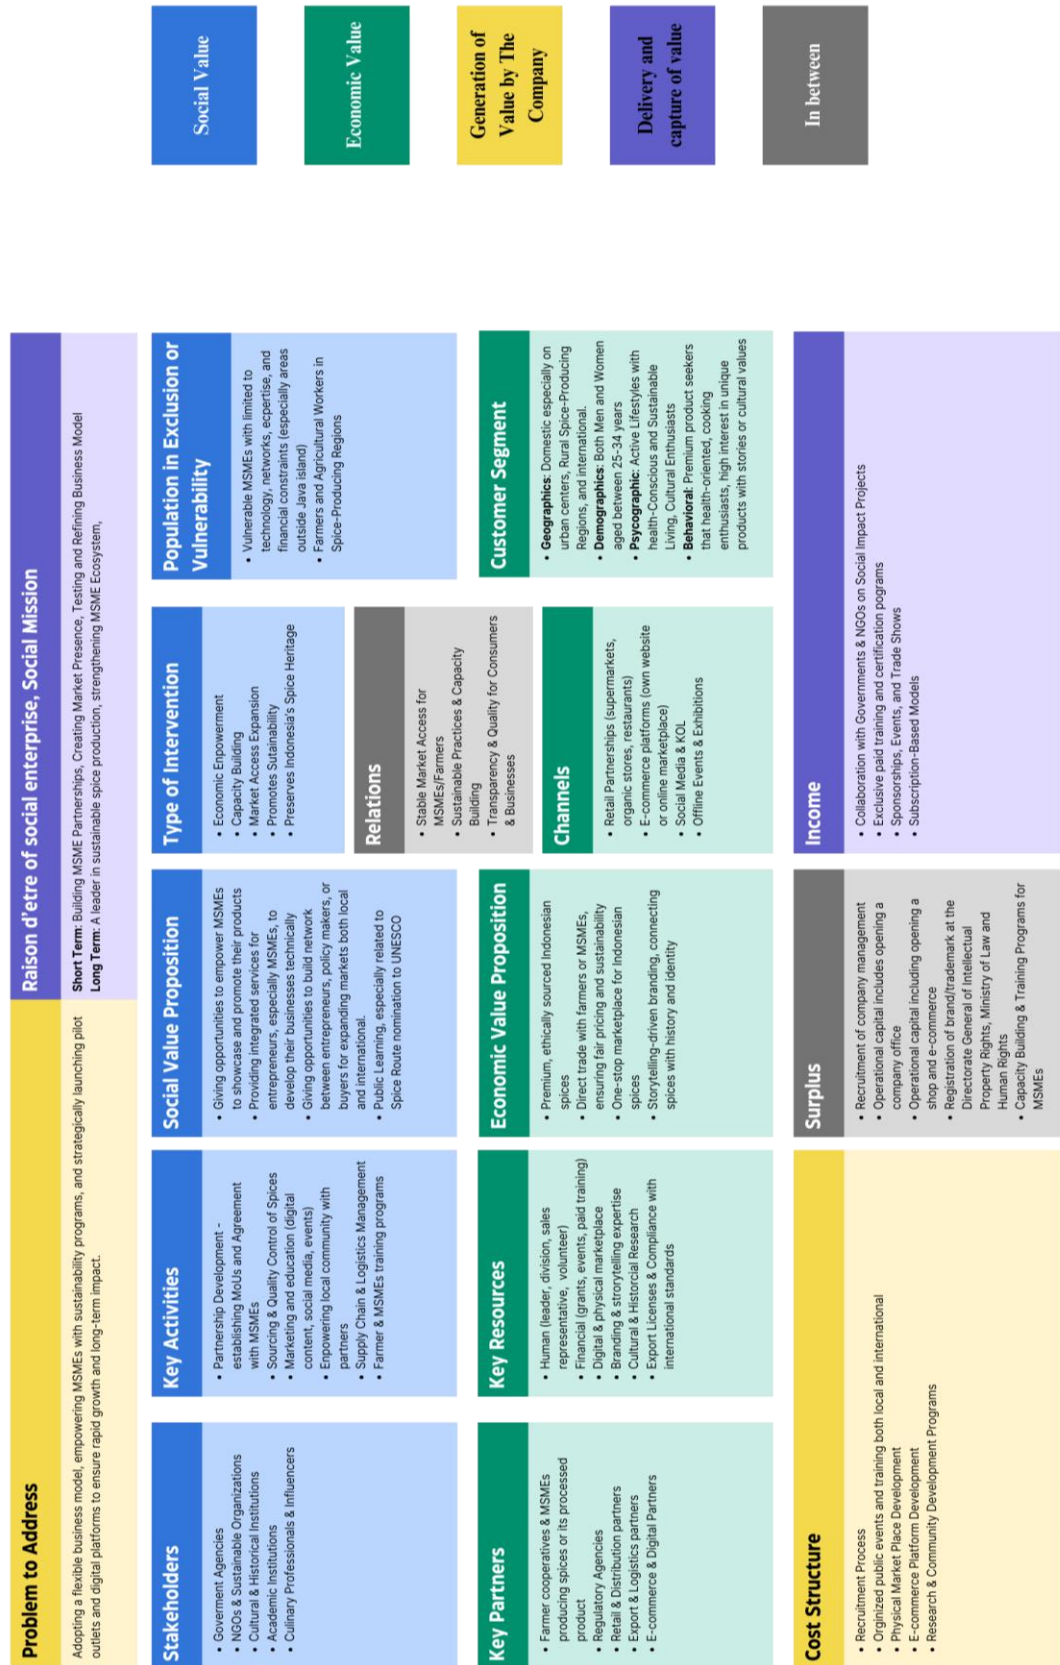 Problem to Address
Adopting a flexible business model, empowering MSMEs with sustainability programs, and strategically launching pilot
outlets and digital platforms to ensure rapid growth and long-term impact.
Raison d'etre of social enterprise, Social Mission
Short Term: Building MSME Partnerships, Creating Market Presence, Testing and Refining Business Model
Long Term: A leader in sustainable spice production, strengthening MSME Ecosystem,
Stakeholders
• Goverment Agencies
• NGOs & Sustainable Organizations
• Cultural & Historical Institutions
• Academic Institutions
• Culinary Professionals & Influencers
Key Activities
• Partnership Development -
establishing MoUs and Agreement
with MSMEs
• Sourcing & Quality Control of Spices
• Marketing and education (digital
content, social media, events)
• Enpowering local community with
partners
• Supply Chain & Logistics Management
• Farmer & MSMEs training programs
Social Value Proposition
• Giving opportunities to empower MSMEs
to showcase and promote their products
• Providing integrated services for
entrepreneurs, especially MSMEs, to
develop their businesses technically
• Giving opportunities to build network
between entrepreneurs, policy makers, or
buyers for expanding markets both local
and international.
• Public Learning, especially related to
Spice Route nomination to UNESCO
Type of Intervention
• Economic Enpowerment
• Capacity Building
• Market Access Expansion
• Promotes Sutainability
• Preserves Indonesia's Spice Heritage
Relations
• Stable Market Access for
MSMEs/Farmers
• Sustainable Practices & Capacity
Building
• Transparency & Quality for Consumers
& Businesses
Population in Exclusion or
Vulnerability
• Vulnerable MSMEs with limited to
technology, networks, ecpertise, and
financial constraints (especially areas
outside Java island)
• Farmers and Agricultural Workers in
Spice-Producing Regions
Key Partners
• Farmer cooperatives & MSMEs
producing spices or its processed
product
• Regulatory Agencies
• Retail & Distribution partners
• Export & Logistics partners
• E-commerce & Digital Partners
Key Resources
• Human (leader, division, sales
representative, volunteer)
• Financial (grants, events, paid training)
• Digital & physical marketplace
• Branding & strorytelling expertise
• Cultural & Historcial Research
• Export Licenses & Compliance with
international standards
Economic Value Proposition
• Premium, ethically sourced Indonesian
spices
• Direct trade with farmers or MSMEs,
ensuring fair pricing and sustainability
• One-stop marketplace for Indonesian
spices
• Storytelling-driven branding, connecting
spices with history and identity
Channels
• Retail Partnerships (supermarkets,
organic stores, restaurants)
• E-commerce platforms (own website
or online marketplace)
• Social Media & KOL
• Offline Events & Exhibitions
Customer Segment
• Geographics: Domestic especially on
urban centers, Rural Spice-Producing
Regions, and international.
• Demographics: Both Men and Women
aged between 25-34 years
• Psycographic: Active Lifestyles with
health-Conscious and Sustainable
Living, Cultural Enthusiasts
• Behavioral: Premium product seekers
that health-oriented, cooking
enthusiasts, high interest in unique
products with stories or cultural values
Cost Structure
• Recruitment Process
• Orginized public events and training both local and international
• Physical Market Place Development
• E-commerce Platform Development
• Research & Community Development Programs
Surplus
• Recruitment of company management
• Operational capital includes opening a
company office
• Operational capital including opening a
shop and e-commerce
• Registration of brand/trademark at the
Directorate General of Intellectual
Property Rights, Ministry of Law and
Human Rights
• Capacity Building & Training Programs for
MSMEs
Income
• Collaboration with Governments & NGOs on Social Impact Projects
• Exclusive paid training and certification pograms
• Sponsorships, Events, and Trade Shows
• Subscription-Based Models
Social Value
Economic Value
Generation of
Value by The
Company
Delivery and
capture of value
In between